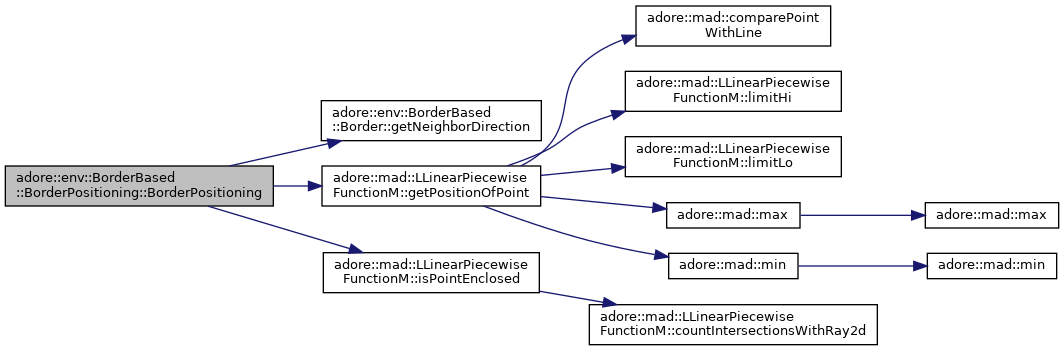 adore::env::BorderBased
::BorderPositioning::BorderPositioning
adore::env::BorderBased
::Border::getNeighborDirection
adore::mad::LLinearPiecewise
FunctionM::getPositionOfPoint
adore::mad::comparePoint
WithLine
adore::mad::LLinearPiecewise
FunctionM::limitHi
adore::mad::LLinearPiecewise
FunctionM::limitLo
adore::mad::max
adore::mad::max
adore::mad::min
adore::mad::min
adore::mad::LLinearPiecewise
FunctionM::isPointEnclosed
adore::mad::LLinearPiecewise
FunctionM::countIntersectionsWithRay2d